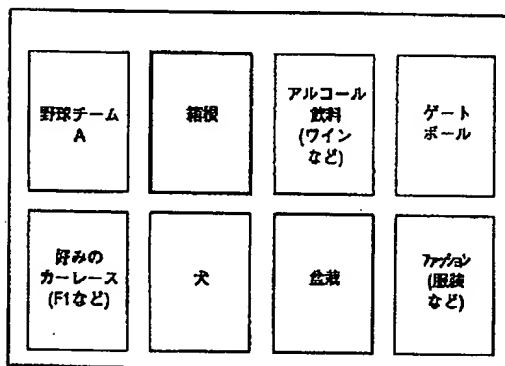 野球チーム
A
箱根
アルコール
飲料
(ワイン
など)
ゲート
ボール
好みの
カーレース
(F1など)
犬
盆栽
ファッション
(服装
など)